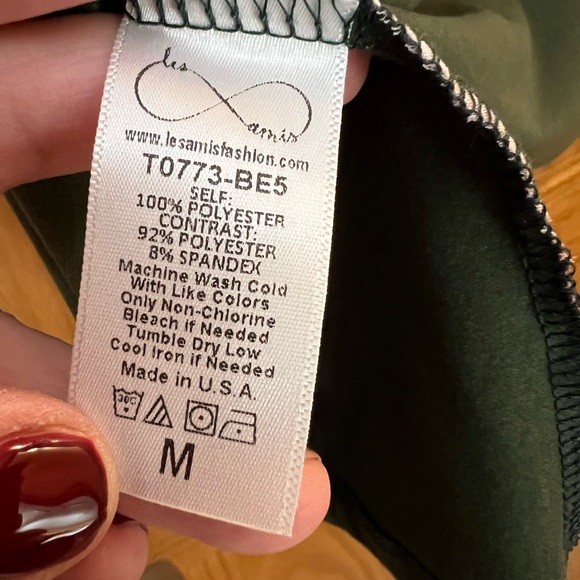 les
amis
www.lesamisfashion.com
T0773-BE5
SELF:
100% POLYESTER
CONTRAST:
92% POLYESTER
8% SPANDEX
Machine Wash Cold
With Like Colors
Only Non-Chlorine
Bleach if Needed
Tumble Dry Low
Cool Iron if Needed
Made in U.S.A.
30C
M